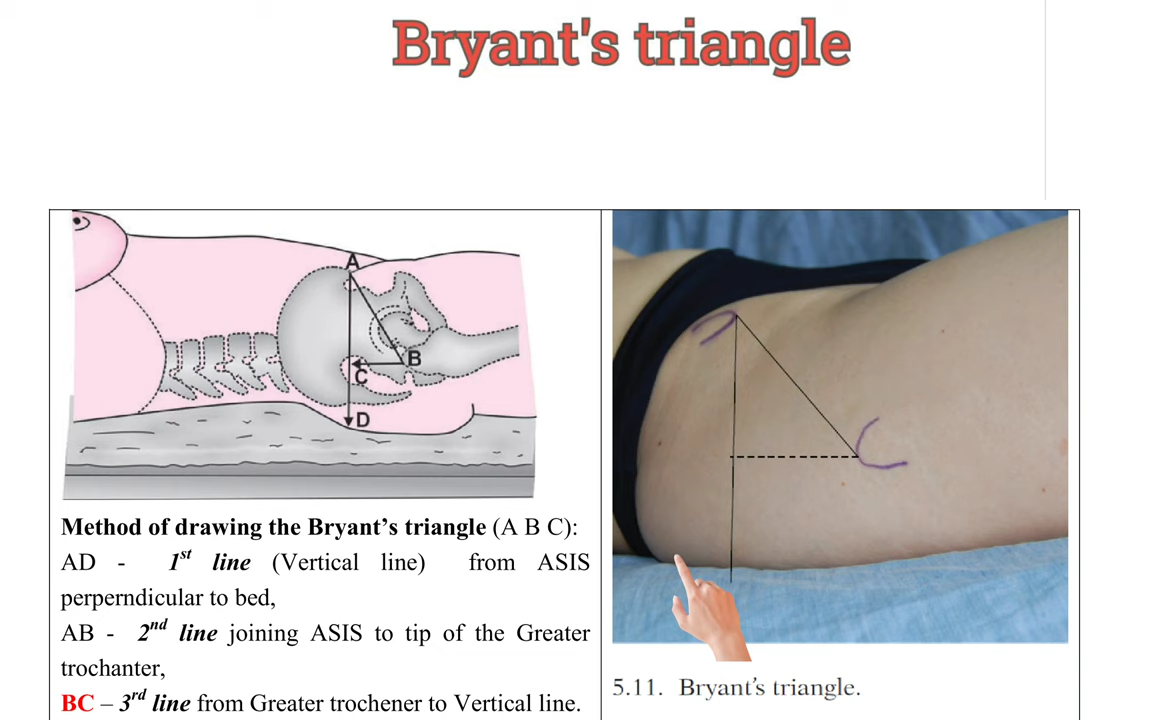 Bryant's triangle
A
B
C
D
Method of drawing the Bryant's triangle (A B C):
AD - 1st line (Vertical line) from ASIS
perperndicular to bed,
AB - 2nd line joining ASIS to tip of the Greater
trochanter,
BC – 3rd line from Greater trochener to Vertical line.
5.11. Bryant's triangle.